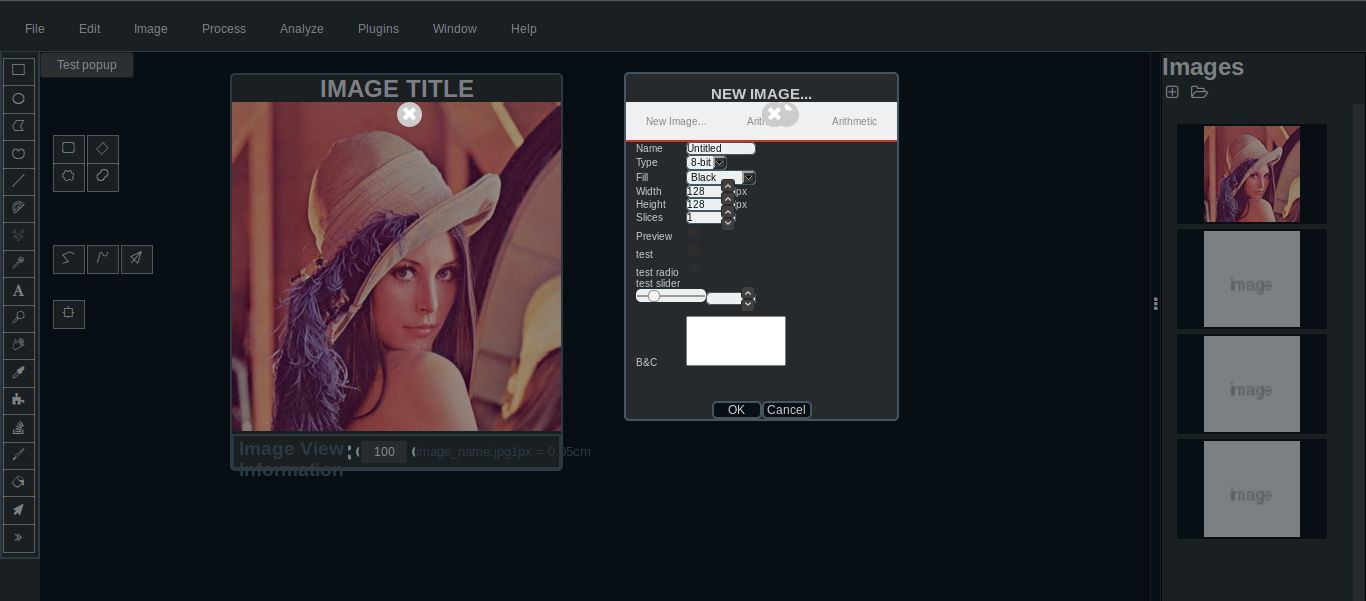 File Edit Image Process Analyze Plugins Window Help
Test popup
IMAGE TITLE
NEW IMAGE...
Images
New Image... Arith Arithmetic
Name Untitled
Type 8-bit
Fill Black
Width 128 px
Height 128 px
Slices 1
Preview
test
test radio
test slider
B&C
OK Cancel
A
Image View
Information
100
image_name.jpg1px = 0.05cm
image
image
image